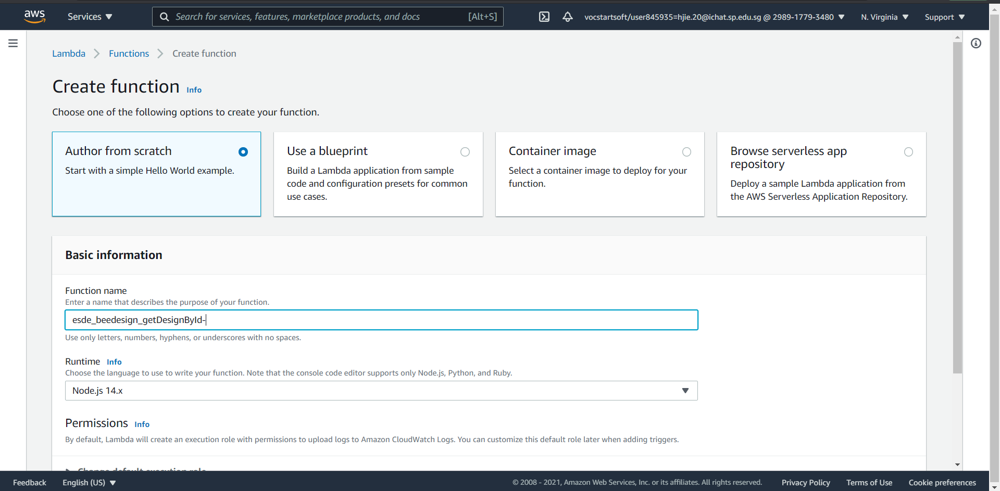 aws
Services
Search for services, features, marketplace products, and docs [Alt+S]
vocstartsoft/user845935=hjie.20@ichat.sp.edu.sg @ 2989-1779-3480
N. Virginia
Support
Lambda Functions Create function
Create function Info
Choose one of the following options to create your function.
Author from scratch
Start with a simple Hello World example.
Use a blueprint
Build a Lambda application from sample
code and configuration presets for common
use cases.
Container image
Select a container image to deploy for your
function.
Browse serverless app
repository
Deploy a sample Lambda application from
the AWS Serverless Application Repository.
Basic information
Function name
Enter a name that describes the purpose of your function.
esde_beedesign_getDesignById-
Use only letters, numbers, hyphens, or underscores with no spaces.
Runtime Info
Choose the language to use to write your function. Note that the console code editor supports only Node.js, Python, and Ruby.
Node.js 14.x
Permissions Info
By default, Lambda will create an execution role with permissions to upload logs to Amazon CloudWatch Logs. You can customize this default role later when adding triggers.
Change default execution role
Feedback
English (US)
© 2008 - 2021, Amazon Web Services, Inc. or its affiliates. All rights reserved.
Privacy Policy
Terms of Use
Cookie preferences